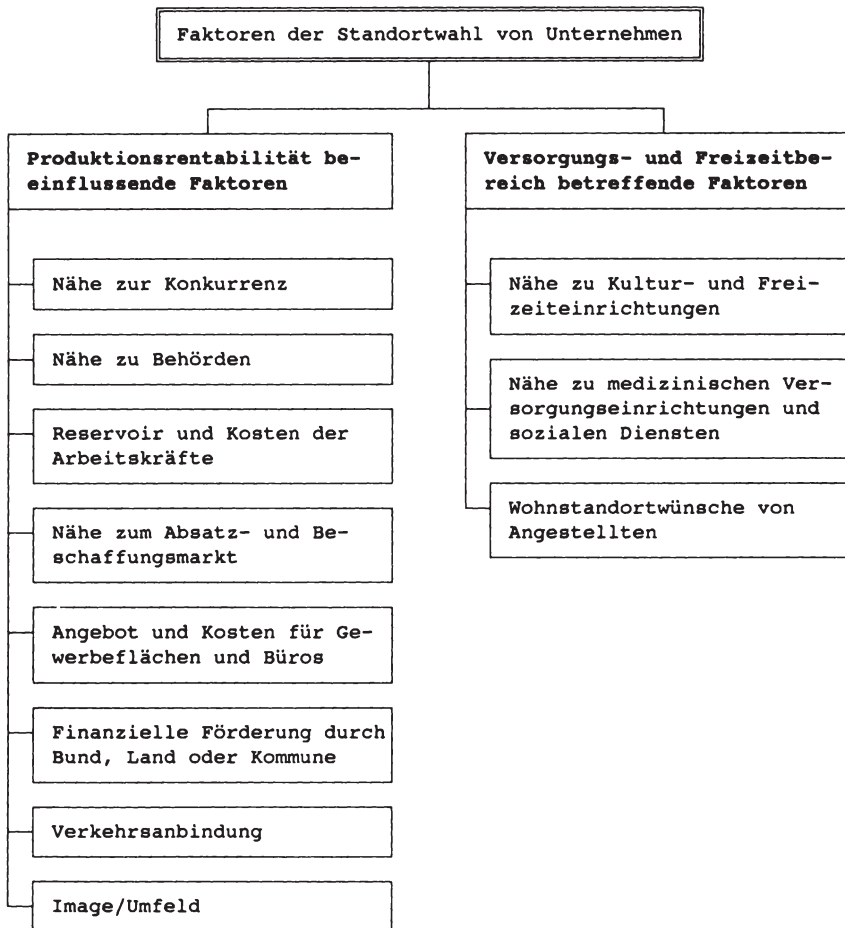 Faktoren der Standortwahl von Unternehmen
Produktionsrentabilität be-
einflussende Faktoren
Nähe zur Konkurrenz
Nähe zu Behörden
Reservoir und Kosten der
Arbeitskräfte
Nähe zum Absatz- und Be-
schaffungsmarkt
Angebot und Kosten für Ge-
werbeflächen und Büros
Finanzielle Förderung durch
Bund, Land oder Kommune
Verkehrsanbindung
Image/Umfeld
Versorgungs- und Freizeitbe-
reich betreffende Faktoren
Nähe zu Kultur- und Frei-
zeiteinrichtungen
Nähe zu medizinischen Ver-
sorgungseinrichtungen und
sozialen Diensten
Wohnstandortwünsche von
Angestellten